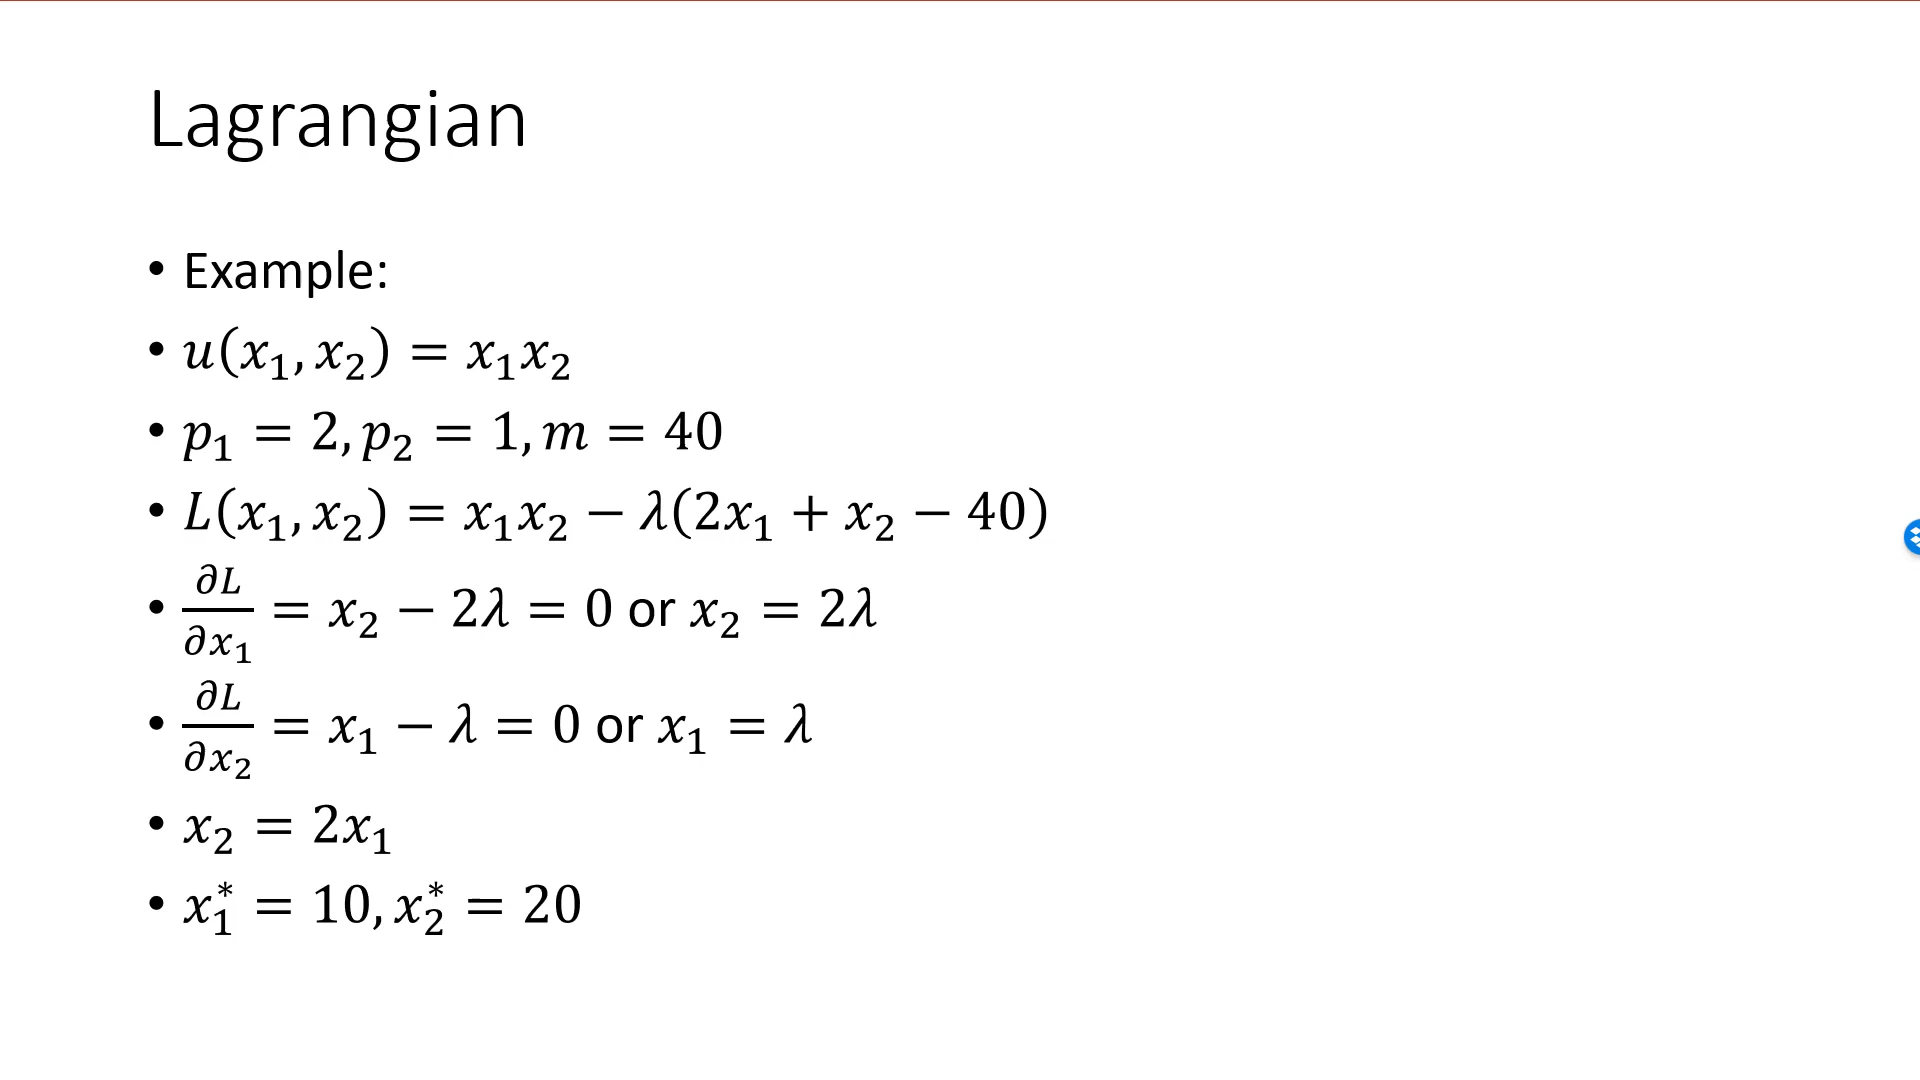 Lagrangian
• Example:
• u(x₁, x₂) = x₁x₂
• p₁ = 2, p₂ = 1, m = 40
• L(x₁, x₂) = x₁x₂ − λ(2x₁ + x₂ − 40)
• ∂L/∂x₁ = x₂ − 2λ = 0 or x₂ = 2λ
• ∂L/∂x₂ = x₁ − λ = 0 or x₁ = λ
• x₂ = 2x₁
• x₁* = 10, x₂* = 20